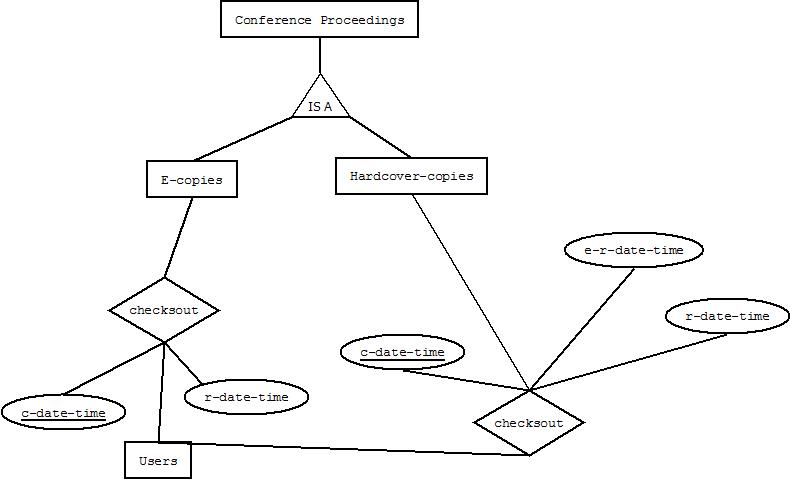 Conference Proceedings
IS A
E-copies
Hardcover-copies
e-r-date-time
checksout
r-date-time
c-date-time
r-date-time
c-date-time
checksout
Users